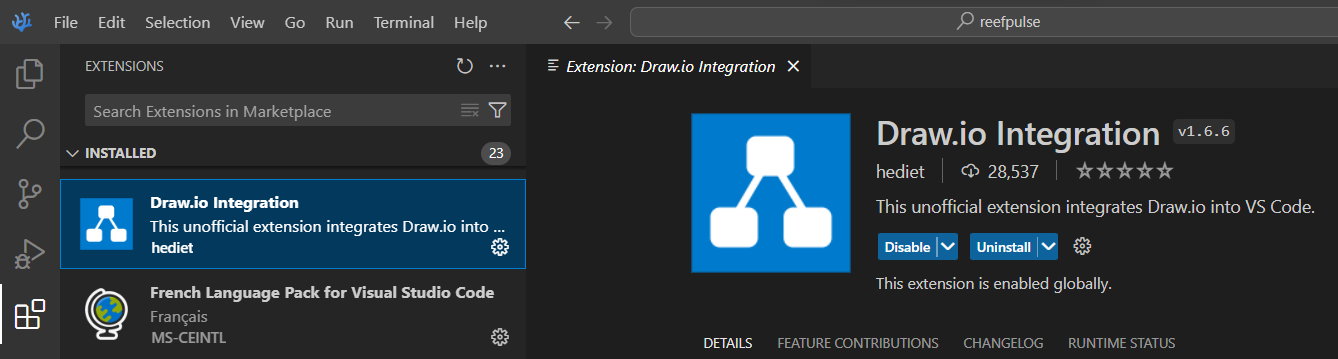 File Edit Selection View Go Run Terminal Help
reefpulse
EXTENSIONS
Search Extensions in Marketplace
INSTALLED 23
Draw.io Integration
This unofficial extension integrates Draw.io into ...
hediet
French Language Pack for Visual Studio Code
Français
MS-CEINTL
Extension: Draw.io Integration
Draw.io Integration v1.6.6
hediet 28,537
This unofficial extension integrates Draw.io into VS Code.
Disable Uninstall
This extension is enabled globally.
DETAILS FEATURE CONTRIBUTIONS CHANGELOG RUNTIME STATUS